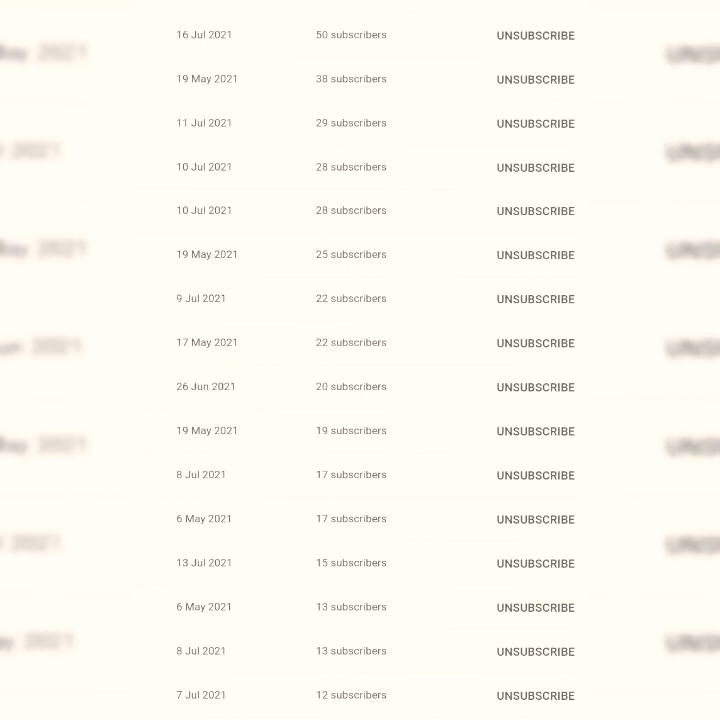 16 Jul 2021 50 subscribers UNSUBSCRIBE
19 May 2021 38 subscribers UNSUBSCRIBE
11 Jul 2021 29 subscribers UNSUBSCRIBE
10 Jul 2021 28 subscribers UNSUBSCRIBE
10 Jul 2021 28 subscribers UNSUBSCRIBE
19 May 2021 25 subscribers UNSUBSCRIBE
9 Jul 2021 22 subscribers UNSUBSCRIBE
17 May 2021 22 subscribers UNSUBSCRIBE
26 Jun 2021 20 subscribers UNSUBSCRIBE
19 May 2021 19 subscribers UNSUBSCRIBE
8 Jul 2021 17 subscribers UNSUBSCRIBE
6 May 2021 17 subscribers UNSUBSCRIBE
13 Jul 2021 15 subscribers UNSUBSCRIBE
6 May 2021 13 subscribers UNSUBSCRIBE
8 Jul 2021 13 subscribers UNSUBSCRIBE
7 Jul 2021 12 subscribers UNSUBSCRIBE